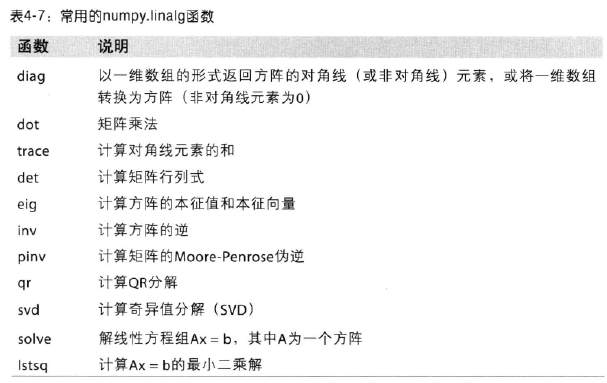 表4-7：常用的numpy.linalg函数
函数 说明
diag 以一维数组的形式返回方阵的对角线（或非对角线）元素，或将一维数组
转换为方阵（非对角线元素为0）
dot 矩阵乘法
trace 计算对角线元素的和
det 计算矩阵行列式
eig 计算方阵的本征值和本征向量
inv 计算方阵的逆
pinv 计算矩阵的Moore-Penrose伪逆
qr 计算QR分解
svd 计算奇异值分解（SVD）
solve 解线性方程组Ax = b，其中A为一个方阵
lstsq 计算Ax = b的最小二乘解